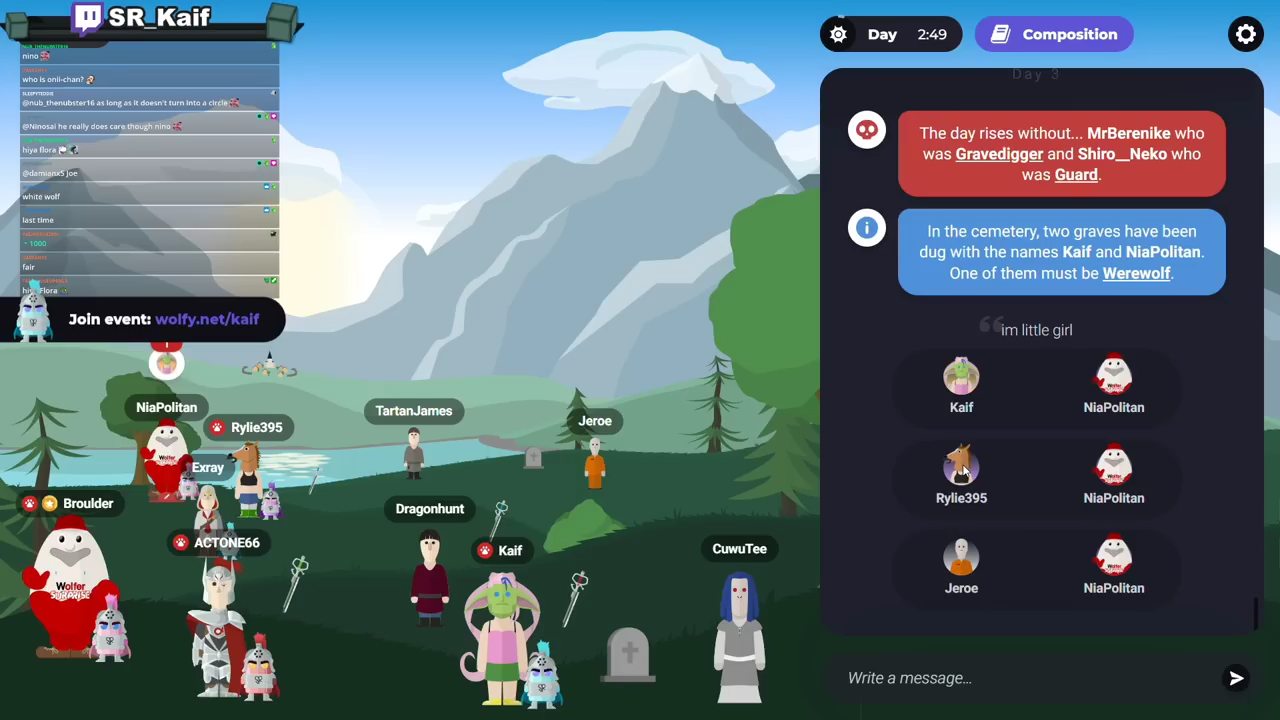 SR_Kaif
nino
who is onii-chan?
@nub_thenubster16 as long as it doesn't turn into a circle
@Ninosai he really does care though nino
hiya flora
@damianx5 joe
white wolf
last time
- 1000
fair
Flora
Join event: wolfy.net/kaif
NiaPolitan
Rylie395
Exray
Broulder
ACTONE66
TartanJames
Jeroe
Dragonhunt
Kaif
CuwuTee
Wolfer
SURPRISE
Wolfer
Day 2:49
Composition
Day 3
The day rises without... MrBerenike who
was Gravedigger and Shiro__Neko who
was Guard.
In the cemetery, two graves have been
dug with the names Kaif and NiaPolitan.
One of them must be Werewolf.
im little girl
Kaif NiaPolitan
Rylie395 NiaPolitan
Jeroe NiaPolitan
Write a message...